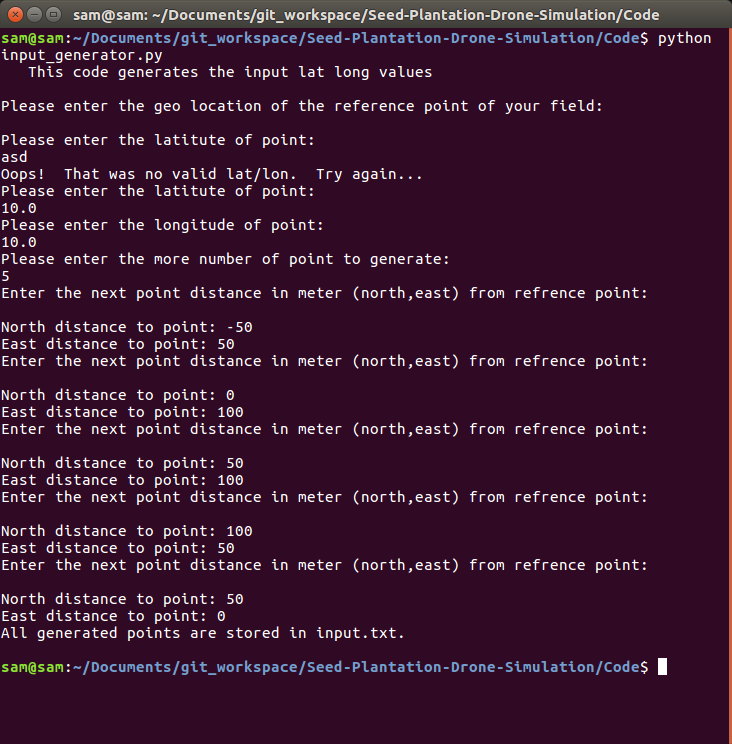 sam@sam: ~/Documents/git_workspace/Seed-Plantation-Drone-Simulation/Code
sam@sam:~/Documents/git_workspace/Seed-Plantation-Drone-Simulation/Code$ python
input_generator.py
This code generates the input lat long values
Please enter the geo location of the reference point of your field:
Please enter the latitute of point:
asd
Oops!  That was no valid lat/lon.  Try again...
Please enter the latitute of point:
10.0
Please enter the longitude of point:
10.0
Please enter the more number of point to generate:
5
Enter the next point distance in meter (north,east) from refrence point:
North distance to point: -50
East distance to point: 50
Enter the next point distance in meter (north,east) from refrence point:
North distance to point: 0
East distance to point: 100
Enter the next point distance in meter (north,east) from refrence point:
North distance to point: 50
East distance to point: 100
Enter the next point distance in meter (north,east) from refrence point:
North distance to point: 100
East distance to point: 50
Enter the next point distance in meter (north,east) from refrence point:
North distance to point: 50
East distance to point: 0
All generated points are stored in input.txt.
sam@sam:~/Documents/git_workspace/Seed-Plantation-Drone-Simulation/Code$